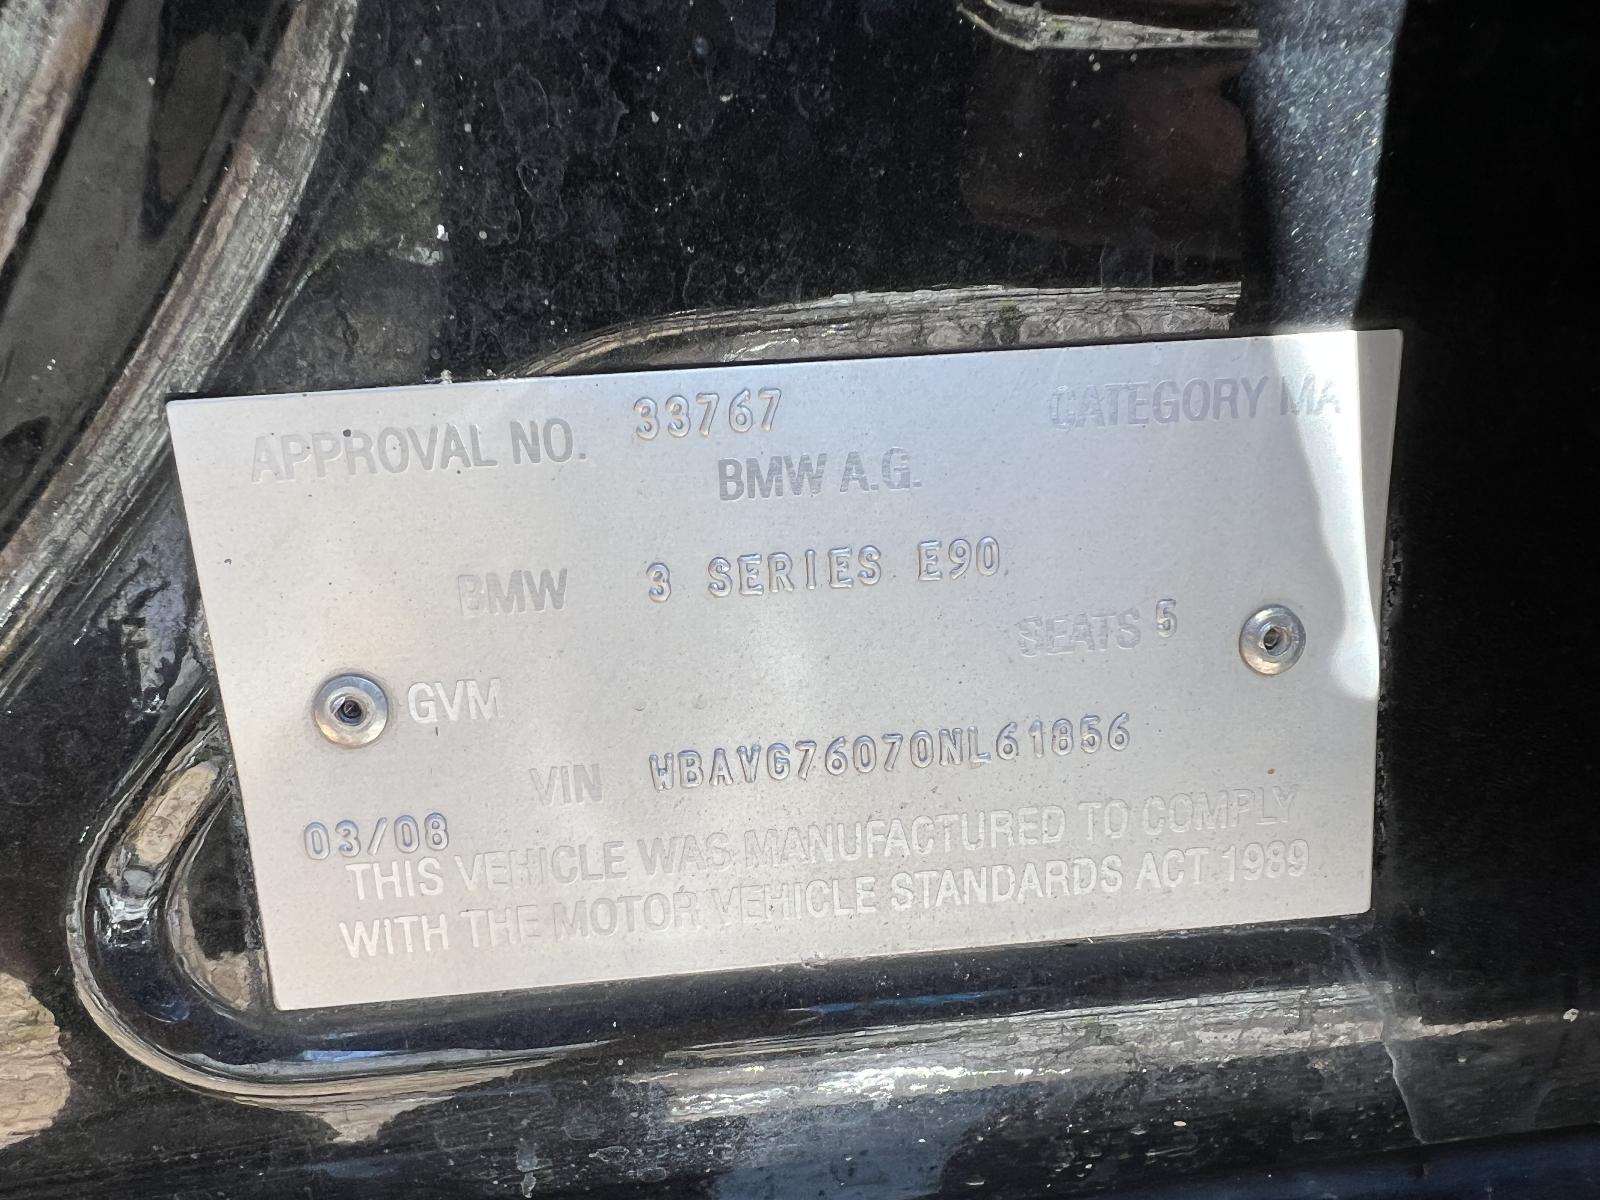 APPROVAL NO. 33767 CATEGORY MA
BMW A.G.
BMW 3 SERIES E90
SEATS 5
GVM
VIN WBAVG76070NL61856
03/08
THIS VEHICLE WAS MANUFACTURED TO COMPLY
WITH THE MOTOR VEHICLE STANDARDS ACT 1989